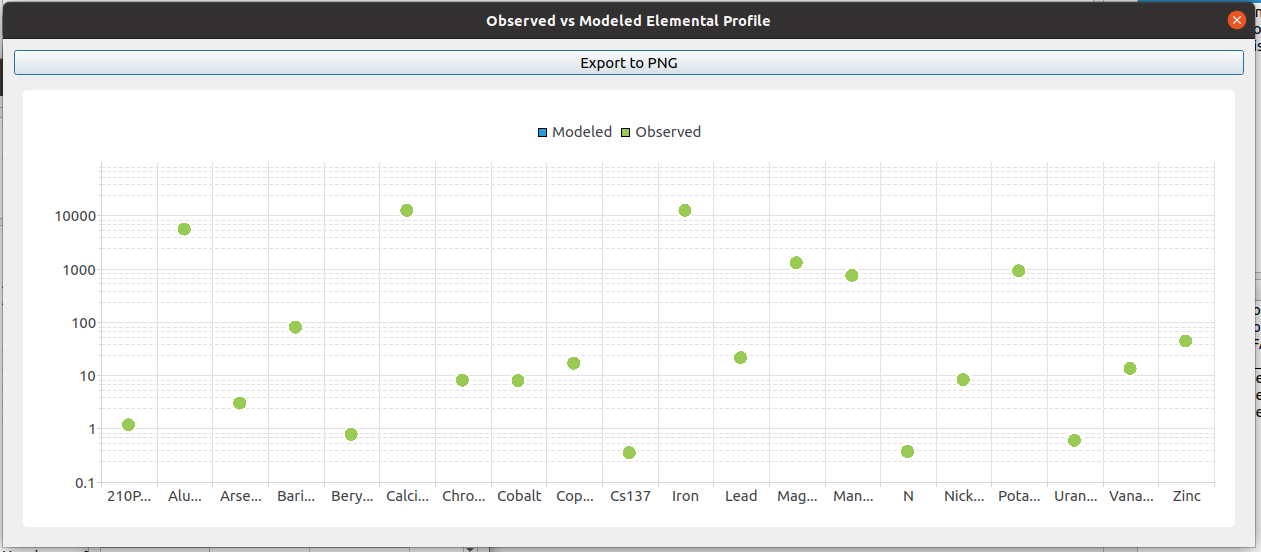 Observed vs Modeled Elemental Profile
Export to PNG
Modeled Observed
10000
1000
100
10
1
0.1
210P... Alu... Arse... Bari... Bery... Calci... Chro... Cobalt Cop... Cs137 Iron Lead Mag... Man... N Nick... Pota... Uran... Vana... Zinc